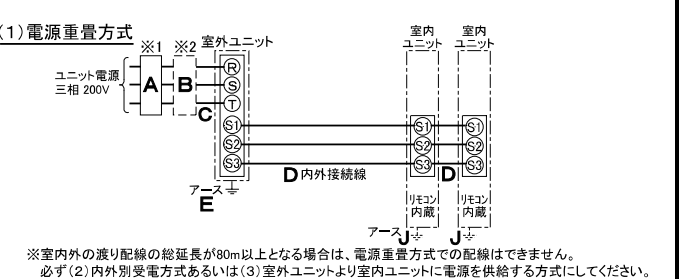 (1)電源重畳方式
※1 ※2 室外ユニット
室内ユニット
室内ユニット
ユニット電源
三相 200V
A
B
C
R
S
T
S1 S1 S1
S2 S2 S2
S3 S3 S3
D 内外接続線
D
アース
E
リモコン内蔵
リモコン内蔵
アース J J
※室内外の渡り配線の総延長が80m以上となる場合は、電源重畳方式での配線はできません。
必ず(2)内外別受電方式あるいは(3)室外ユニットより室内ユニットに電源を供給する方式にしてください。